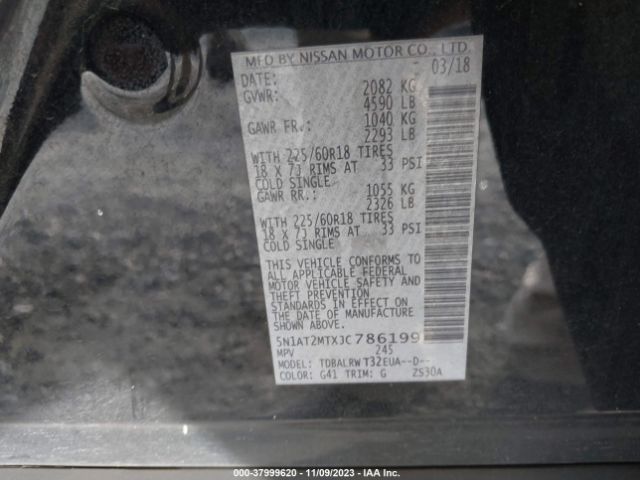 MFD BY NISSAN MOTOR CO., LTD.
DATE: 03/18
GVWR: 2082 KG
4590 LB
GAWR FR.: 1040 KG
2293 LB
WITH 225/60R18 TIRES
18 X 7J RIMS AT 33 PSI
COLD SINGLE
GAWR RR.: 1055 KG
2326 LB
WITH 225/60R18 TIRES
18 X 7J RIMS AT 33 PSI
COLD SINGLE
THIS VEHICLE CONFORMS TO
ALL APPLICABLE FEDERAL
MOTOR VEHICLE SAFETY AND
THEFT PREVENTION
STANDARDS IN EFFECT ON
THE DATE OF MANUFACTURE
SHOWN ABOVE.
5N1AT2MTXJC786199
MPV 245
MODEL: TDBALRWT32EUA--D--
COLOR: G41 TRIM: G ZS30A
000-37999620 - 11/09/2023 - IAA Inc.